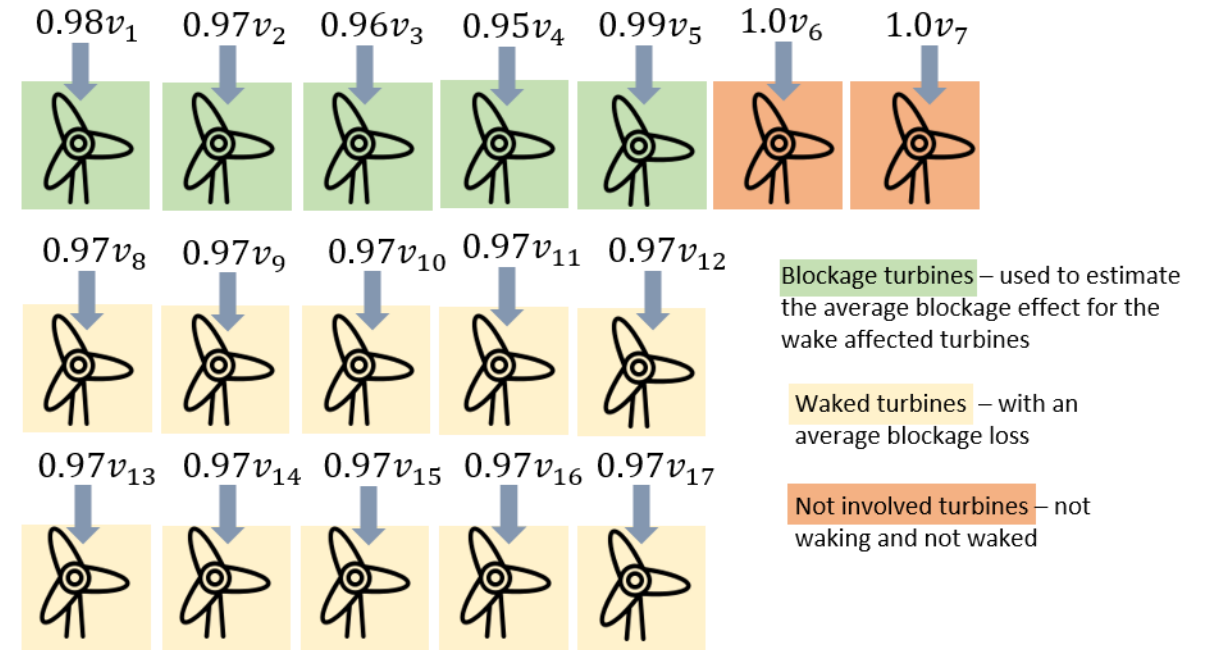 0.98v₁ 0.97v₂ 0.96v₃ 0.95v₄ 0.99v₅ 1.0v₆ 1.0v₇
0.97v₈ 0.97v₉ 0.97v₁₀ 0.97v₁₁ 0.97v₁₂
Blockage turbines – used to estimate
the average blockage effect for the
wake affected turbines
Waked turbines – with an
average blockage loss
0.97v₁₃ 0.97v₁₄ 0.97v₁₅ 0.97v₁₆ 0.97v₁₇
Not involved turbines – not
waking and not waked